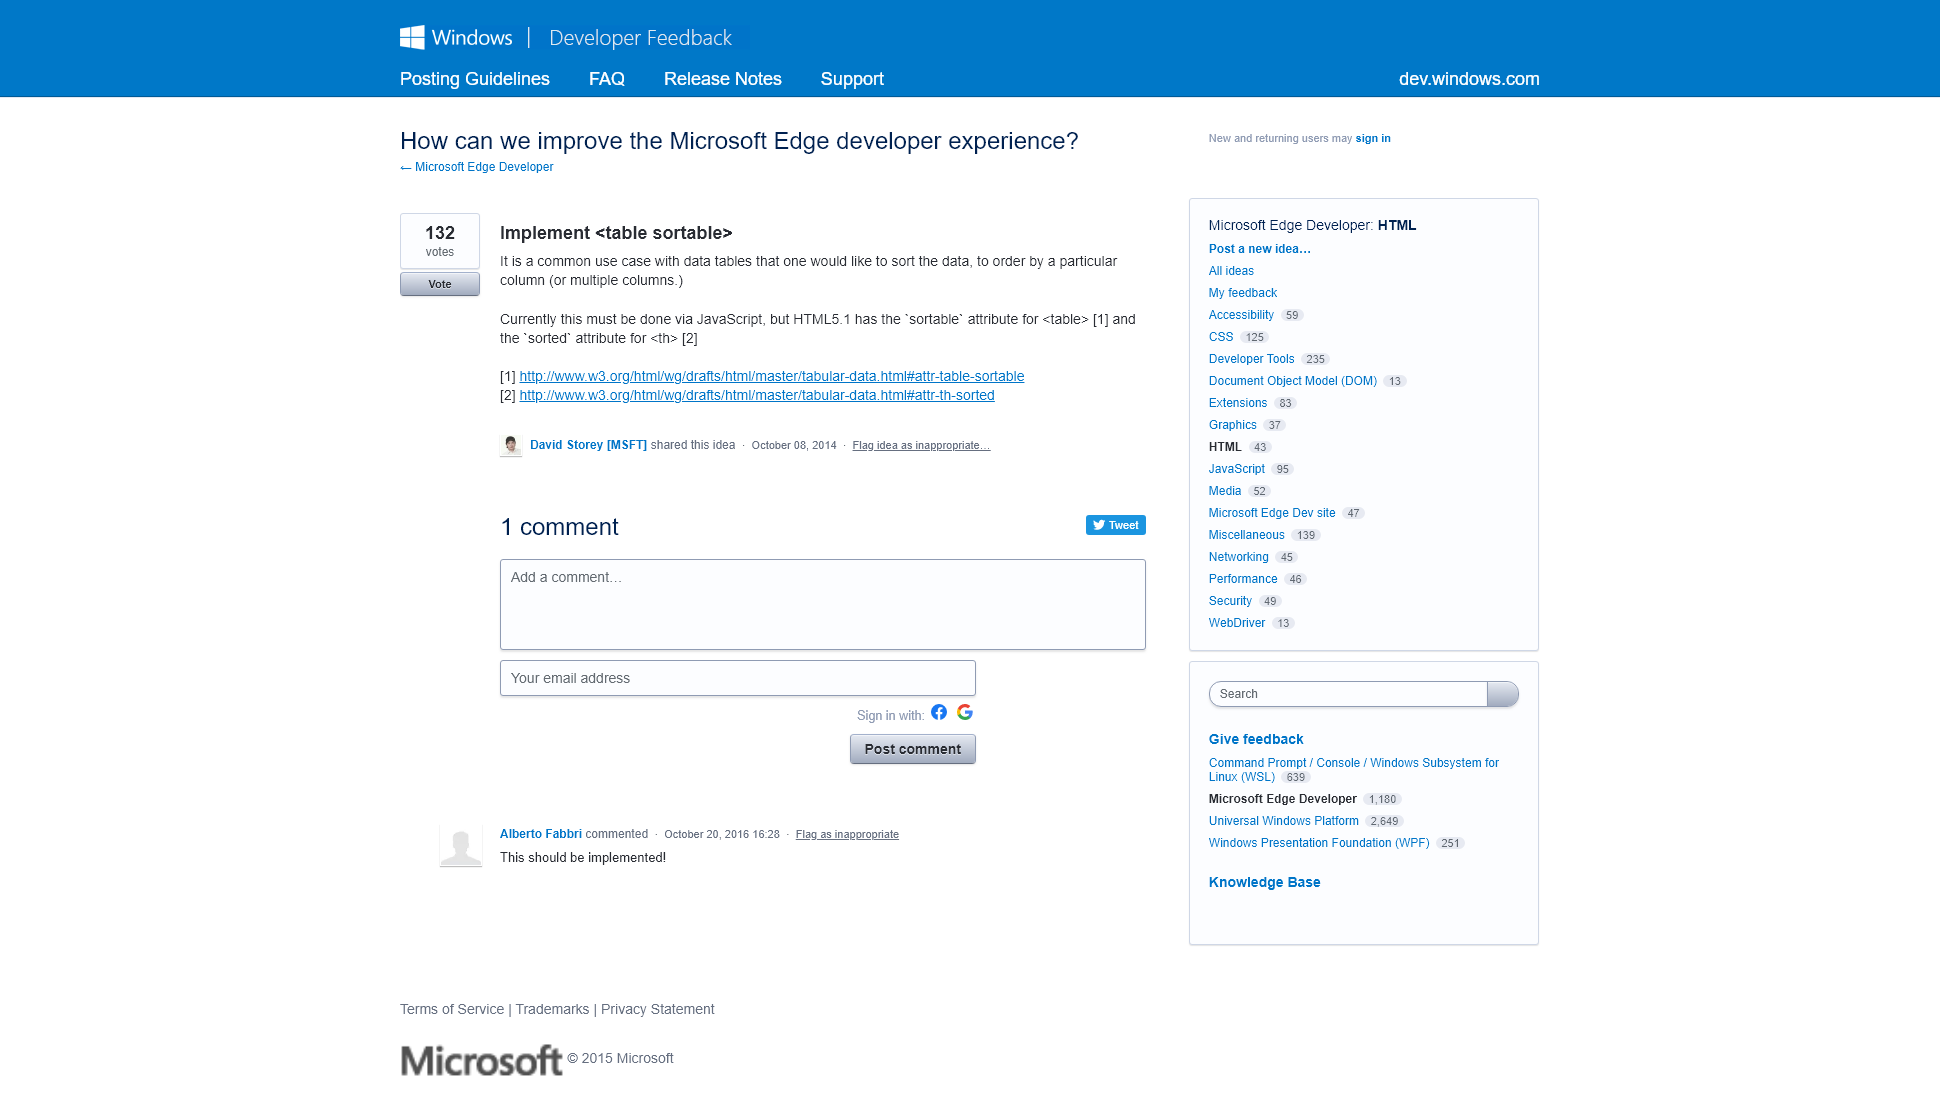 Windows | Developer Feedback
Posting Guidelines FAQ Release Notes Support dev.windows.com
How can we improve the Microsoft Edge developer experience?
← Microsoft Edge Developer
New and returning users may sign in
132
votes
Vote
Implement <table sortable>
It is a common use case with data tables that one would like to sort the data, to order by a particular
column (or multiple columns.)
Currently this must be done via JavaScript, but HTML5.1 has the `sortable` attribute for <table> [1] and
the `sorted` attribute for <th> [2]
[1] http://www.w3.org/html/wg/drafts/html/master/tabular-data.html#attr-table-sortable
[2] http://www.w3.org/html/wg/drafts/html/master/tabular-data.html#attr-th-sorted
David Storey [MSFT] shared this idea · October 08, 2014 · Flag idea as inappropriate…
1 comment
Tweet
Add a comment…
Your email address
Sign in with:
Post comment
Alberto Fabbri commented · October 20, 2016 16:28 · Flag as inappropriate
This should be implemented!
Microsoft Edge Developer: HTML
Post a new idea…
All ideas
My feedback
Accessibility 59
CSS 125
Developer Tools 235
Document Object Model (DOM) 13
Extensions 83
Graphics 37
HTML 43
JavaScript 95
Media 52
Microsoft Edge Dev site 47
Miscellaneous 139
Networking 45
Performance 46
Security 49
WebDriver 13
Search
Give feedback
Command Prompt / Console / Windows Subsystem for
Linux (WSL) 639
Microsoft Edge Developer 1,180
Universal Windows Platform 2,649
Windows Presentation Foundation (WPF) 251
Knowledge Base
Terms of Service | Trademarks | Privacy Statement
Microsoft © 2015 Microsoft